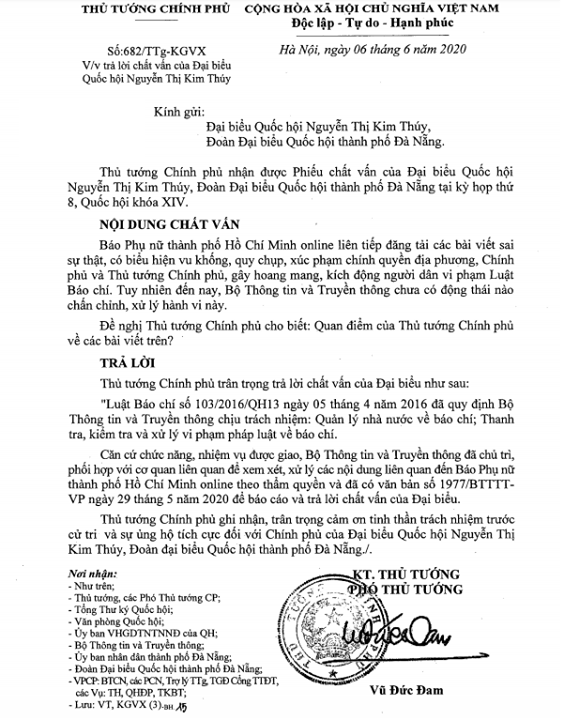 THỦ TƯỚNG CHÍNH PHỦ
CỘNG HÒA XÃ HỘI CHỦ NGHĨA VIỆT NAM
Độc lập - Tự do - Hạnh phúc
Số:682/TTg-KGVX
Hà Nội, ngày 06 tháng 6 năm 2020
V/v trả lời chất vấn của Đại biểu
Quốc hội Nguyễn Thị Kim Thúy
Kính gửi:
Đại biểu Quốc hội Nguyễn Thị Kim Thúy,
Đoàn Đại biểu Quốc hội thành phố Đà Nẵng.
Thủ tướng Chính phủ nhận được Phiếu chất vấn của Đại biểu Quốc hội
Nguyễn Thị Kim Thúy, Đoàn Đại biểu Quốc hội thành phố Đà Nẵng tại kỳ họp thứ
8, Quốc hội khóa XIV.
NỘI DUNG CHẤT VẤN
Báo Phụ nữ thành phố Hồ Chí Minh online liên tiếp đăng tải các bài viết sai
sự thật, có biểu hiện vu khống, quy chụp, xúc phạm chính quyền địa phương, Chính
phủ và Thủ tướng Chính phủ, gây hoang mang, kích động người dân vi phạm Luật
Báo chí. Tuy nhiên đến nay, Bộ Thông tin và Truyền thông chưa có động thái nào
chấn chỉnh, xử lý hành vi này.
Đề nghị Thủ tướng Chính phủ cho biết: Quan điểm của Thủ tướng Chính phủ
về các bài viết trên?
TRẢ LỜI
Thủ tướng Chính phủ trân trọng trả lời chất vấn của Đại biểu như sau:
"Luật Báo chí số 103/2016/QH13 ngày 05 tháng 4 năm 2016 đã quy định Bộ
Thông tin và Truyền thông chịu trách nhiệm: Quản lý nhà nước về báo chí; Thanh
tra, kiểm tra và xử lý vi phạm pháp luật về báo chí.
Căn cứ chức năng, nhiệm vụ được giao, Bộ Thông tin và Truyền thông đã chủ trì,
phối hợp với cơ quan liên quan để xem xét, xử lý các nội dung liên quan đến Báo Phụ nữ
thành phố Hồ Chí Minh online theo thẩm quyền và đã có văn bản số 1977/BTTTT-
VP ngày 29 tháng 5 năm 2020 để báo cáo và trả lời chất vấn của Đại biểu.
Thủ tướng Chính phủ ghi nhận, trân trọng cảm ơn tinh thần trách nhiệm trước
cử tri và sự ủng hộ tích cực đối với Chính phủ của Đại biểu Quốc hội Nguyễn Thị
Kim Thúy, Đoàn đại biểu Quốc hội thành phố Đà Nẵng./.
Nơi nhận:
- Như trên;
- Thủ tướng, các Phó Thủ tướng CP;
- Tổng Thư ký Quốc hội;
- Văn phòng Quốc hội;
- Ủy ban VHGDTNTNNĐ của QH;
- Bộ Thông tin và Truyền thông;
- Ủy ban nhân dân thành phố Đà Nẵng;
- Đoàn Đại biểu Quốc hội thành phố Đà Nẵng;
- VPCP: BTCN, các PCN, Trợ lý TTg, TGĐ Cổng TTĐT,
các Vụ: TH, QHĐP, TKBT;
- Lưu: VT, KGVX (3).BH
KT. THỦ TƯỚNG
PHÓ THỦ TƯỚNG
THỦ TƯỚNG CHÍNH PHỦ
Vũ Đức Đam